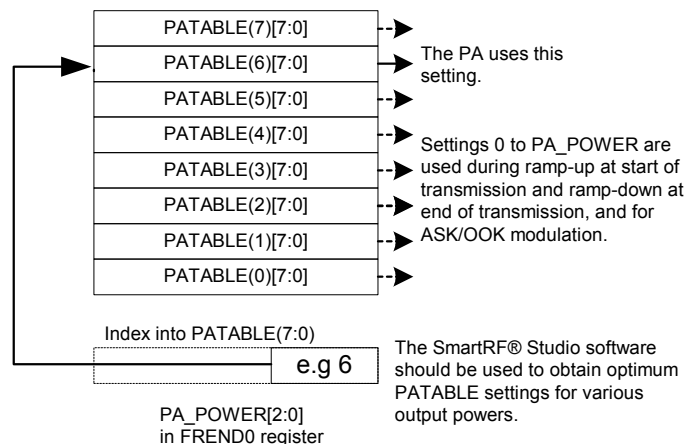 PATABLE(7)[7:0]
PATABLE(6)[7:0]
The PA uses this
setting.
PATABLE(5)[7:0]
PATABLE(4)[7:0]
PATABLE(3)[7:0]
PATABLE(2)[7:0]
PATABLE(1)[7:0]
PATABLE(0)[7:0]
Settings 0 to PA_POWER are
used during ramp-up at start of
transmission and ramp-down at
end of transmission, and for
ASK/OOK modulation.
Index into PATABLE(7:0)
e.g 6
PA_POWER[2:0]
in FREND0 register
The SmartRF® Studio software
should be used to obtain optimum
PATABLE settings for various
output powers.